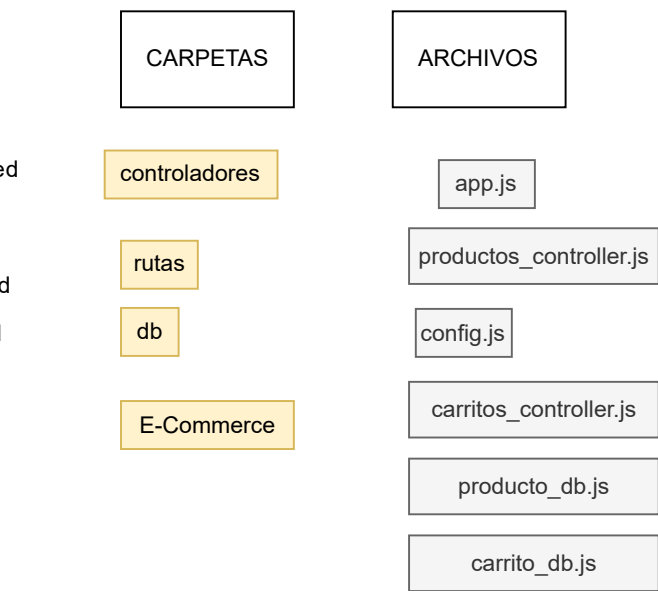 CARPETAS
ARCHIVOS
controladores
app.js
rutas
productos_controller.js
db
config.js
E-Commerce
carritos_controller.js
producto_db.js
carrito_db.js